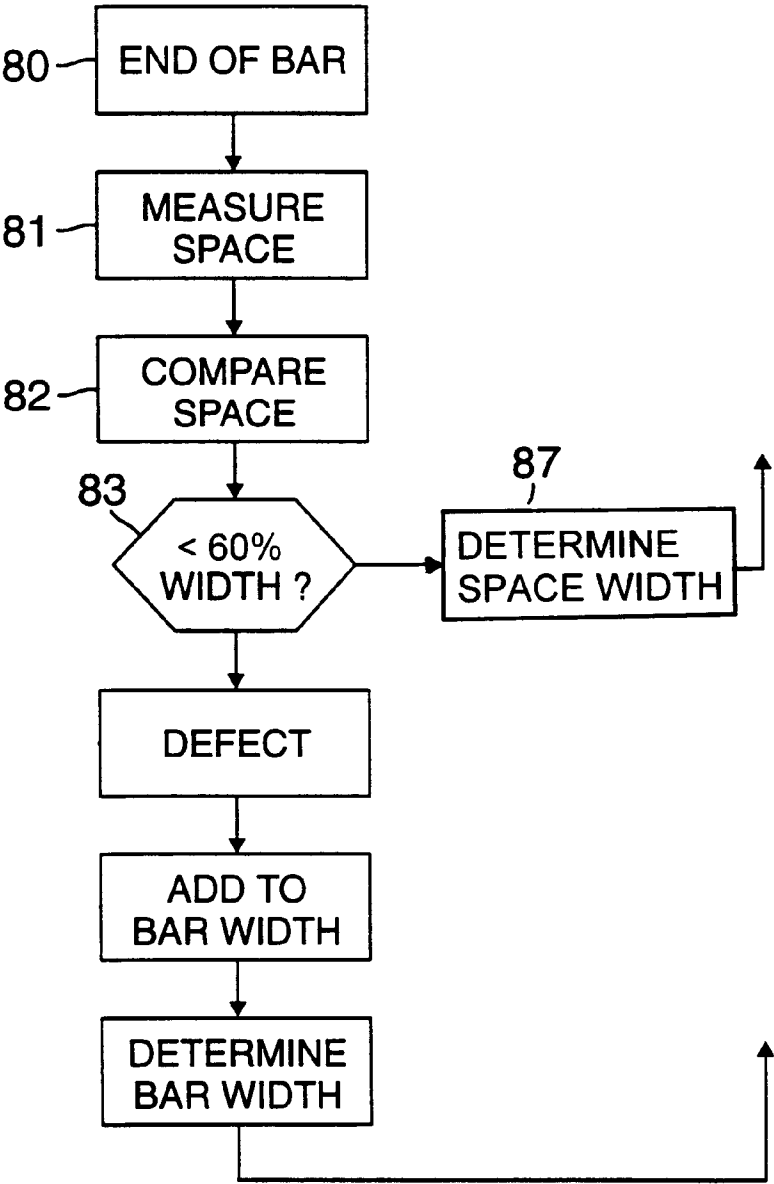 80
END OF BAR
81
MEASURE
SPACE
82
COMPARE
SPACE
83
< 60%
WIDTH ?
87
DETERMINE
SPACE WIDTH
DEFECT
ADD TO
BAR WIDTH
DETERMINE
BAR WIDTH